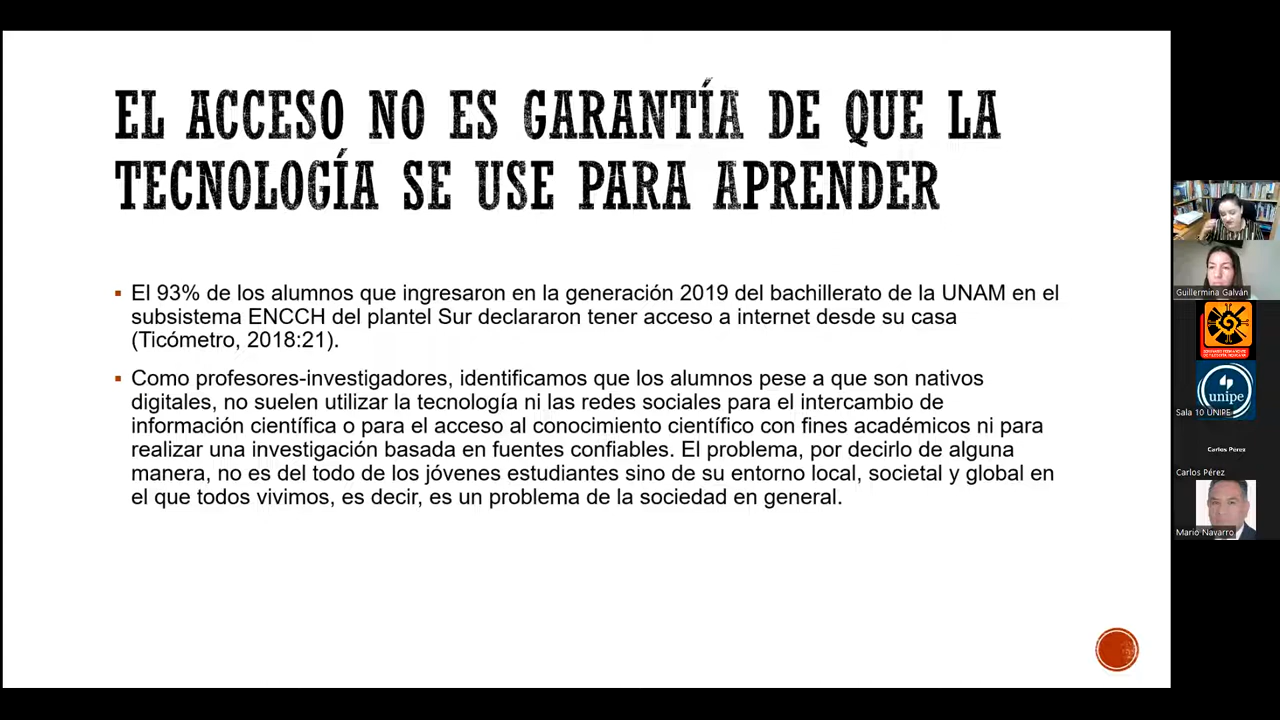 EL ACCESO NO ES GARANTÍA DE QUE LA
TECNOLOGÍA SE USE PARA APRENDER
El 93% de los alumnos que ingresaron en la generación 2019 del bachillerato de la UNAM en el
subsistema ENCCH del plantel Sur declararon tener acceso a internet desde su casa
(Ticómetro, 2018:21).
Como profesores-investigadores, identificamos que los alumnos pese a que son nativos
digitales, no suelen utilizar la tecnología ni las redes sociales para el intercambio de
información científica o para el acceso al conocimiento científico con fines académicos ni para
realizar una investigación basada en fuentes confiables. El problema, por decirlo de alguna
manera, no es del todo de los jóvenes estudiantes sino de su entorno local, societal y global en
el que todos vivimos, es decir, es un problema de la sociedad en general.
Guillermina Galván
unipe
Sala 10 UNIPE
Carlos Pérez
Carlos Pérez
Mario Navarro